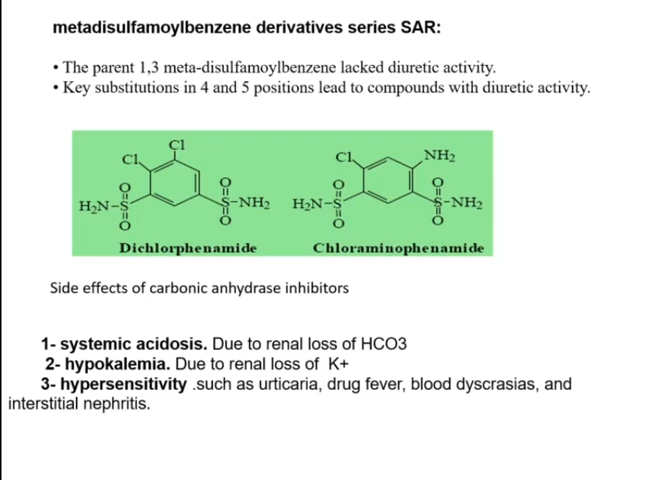 metadisulfamoylbenzene derivatives series SAR:
• The parent 1,3 meta-disulfamoylbenzene lacked diuretic activity.
• Key substitutions in 4 and 5 positions lead to compounds with diuretic activity.
Cl
Cl
O
H₂N-S
O
O
S-NH₂
O
Dichlorphenamide
Cl
NH₂
O
H₂N-S
O
O
S-NH₂
O
Chloraminophenamide
Side effects of carbonic anhydrase inhibitors
1- systemic acidosis. Due to renal loss of HCO3
2- hypokalemia. Due to renal loss of K+
3- hypersensitivity .such as urticaria, drug fever, blood dyscrasias, and
interstitial nephritis.